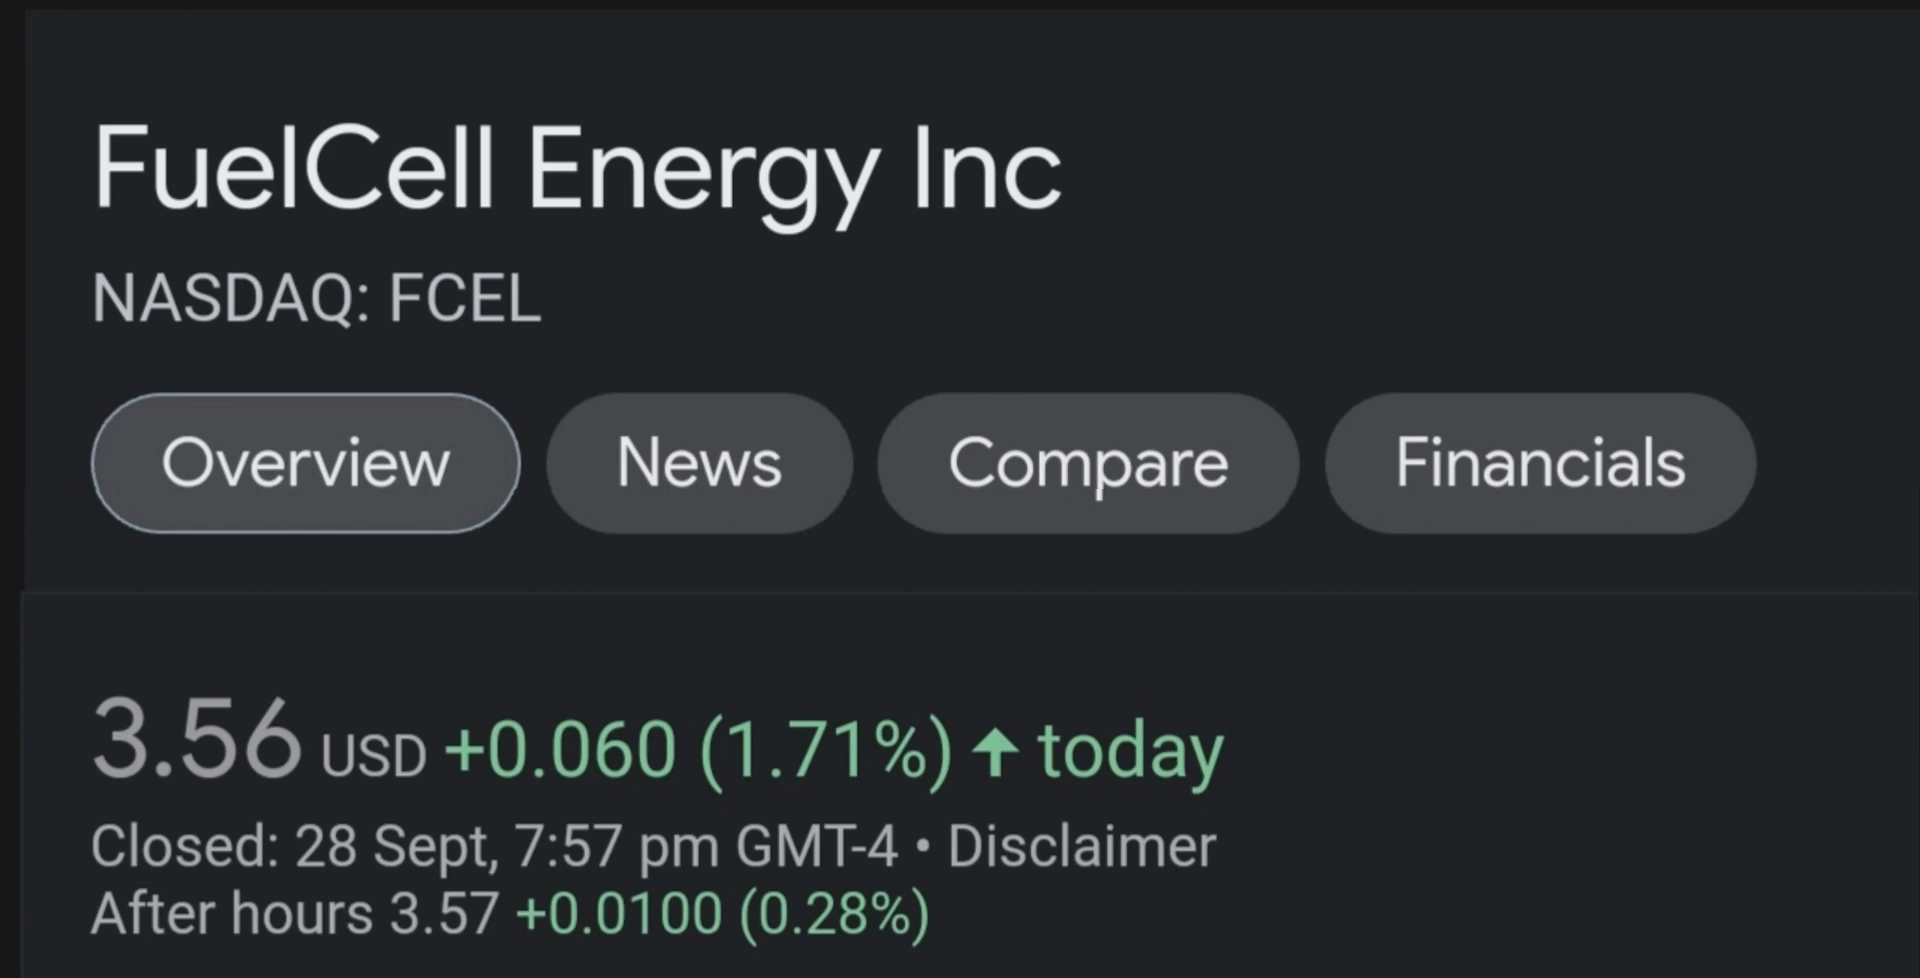 FuelCell Energy Inc
NASDAQ: FCEL
Overview News Compare Financials
3.56 USD +0.060 (1.71%) ↑ today
Closed: 28 Sept, 7:57 pm GMT-4 • Disclaimer
After hours 3.57 +0.0100 (0.28%)